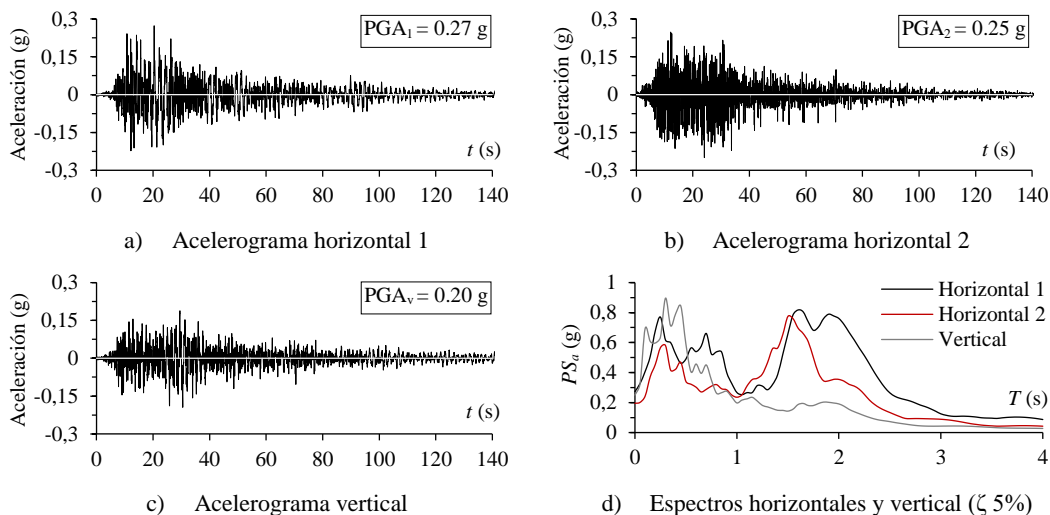 Aceleración (g)
0,3
0,15
0
-0,15
-0,3
PGA1 = 0.27 g
t (s)
0 20 40 60 80 100 120 140
a) Acelerograma horizontal 1
Aceleración (g)
0,3
0,15
0
-0,15
-0,3
PGA2 = 0.25 g
t (s)
0 20 40 60 80 100 120 140
b) Acelerograma horizontal 2
Aceleración (g)
0,3
0,15
0
-0,15
-0,3
PGAv = 0.20 g
t (s)
0 20 40 60 80 100 120 140
c) Acelerograma vertical
PSa (g)
1
0,8
0,6
0,4
0,2
0
Horizontal 1
Horizontal 2
Vertical
T (s)
0 1 2 3 4
d) Espectros horizontales y vertical (ζ 5%)